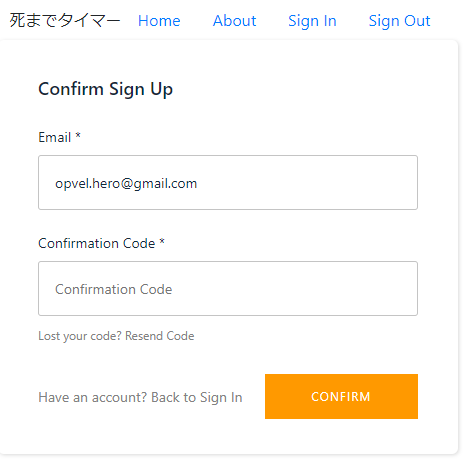 死までタイマー Home About Sign In Sign Out
Confirm Sign Up
Email *
opvel.hero@gmail.com
Confirmation Code *
Confirmation Code
Lost your code? Resend Code
Have an account? Back to Sign In CONFIRM